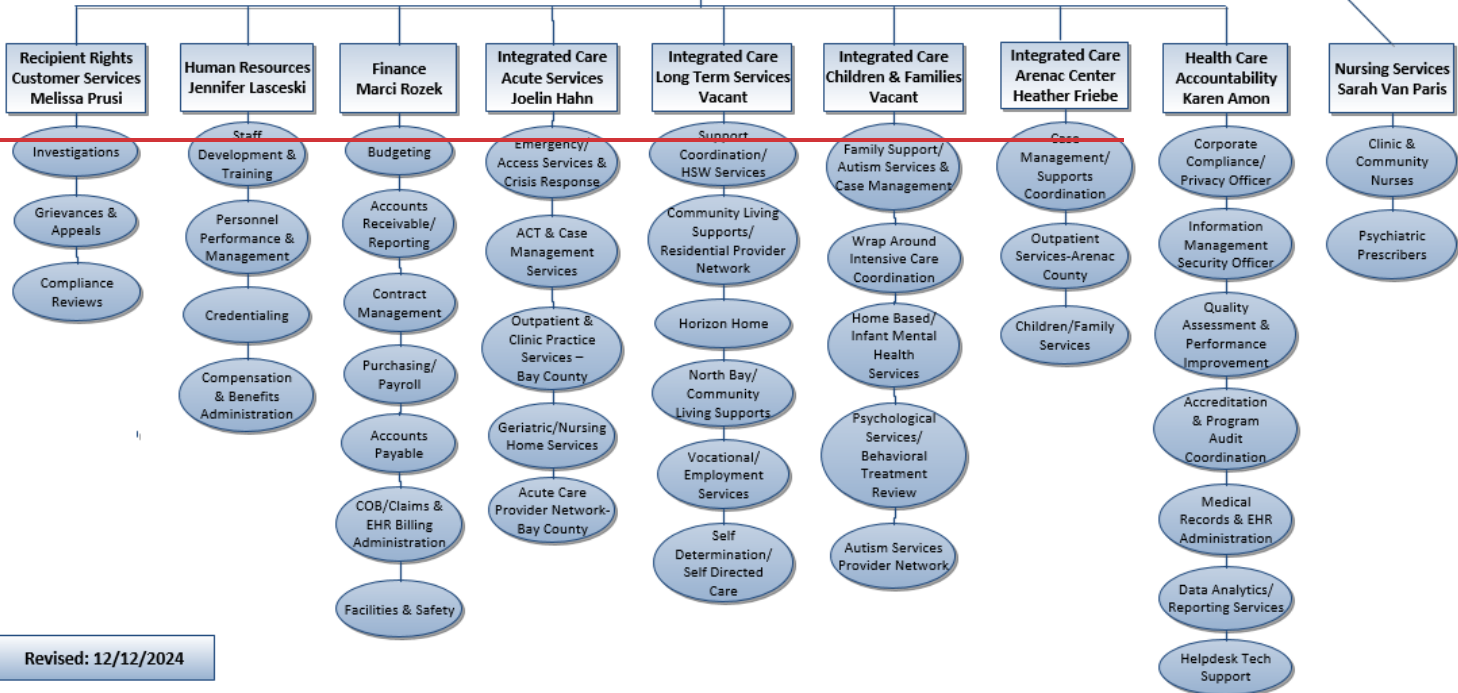 Recipient Rights
Customer Services
Melissa Prusi
Investigations
Grievances &
Appeals
Compliance
Reviews
Human Resources
Jennifer Lasceski
Staff
Development &
Training
Personnel
Performance &
Management
Credentialing
Compensation
& Benefits
Administration
Finance
Marci Rozek
Budgeting
Accounts
Receivable/
Reporting
Contract
Management
Purchasing/
Payroll
Accounts
Payable
COB/Claims &
EHR Billing
Administration
Facilities & Safety
Integrated Care
Acute Services
Joelin Hahn
Emergency/
Access Services &
Crisis Response
ACT & Case
Management
Services
Outpatient &
Clinic Practice
Services –
Bay County
Geriatric/Nursing
Home Services
Acute Care
Provider Network-
Bay County
Integrated Care
Long Term Services
Vacant
Support
Coordination/
HSW Services
Community Living
Supports/
Residential Provider
Network
Horizon Home
North Bay/
Community
Living Supports
Vocational/
Employment
Services
Self
Determination/
Self Directed
Care
Integrated Care
Children & Families
Vacant
Family Support/
Autism Services &
Case Management
Wrap Around
Intensive Care
Coordination
Home Based/
Infant Mental
Health
Services
Psychological
Services/
Behavioral
Treatment
Review
Autism Services
Provider Network
Integrated Care
Arenac Center
Heather Friebe
Case
Management/
Supports
Coordination
Outpatient
Services-Arenac
County
Children/Family
Services
Health Care
Accountability
Karen Amon
Corporate
Compliance/
Privacy Officer
Information
Management
Security Officer
Quality
Assessment &
Performance
Improvement
Accreditation
& Program
Audit
Coordination
Medical
Records & EHR
Administration
Data Analytics/
Reporting Services
Helpdesk Tech
Support
Nursing Services
Sarah Van Paris
Clinic &
Community
Nurses
Psychiatric
Prescribers
Revised: 12/12/2024